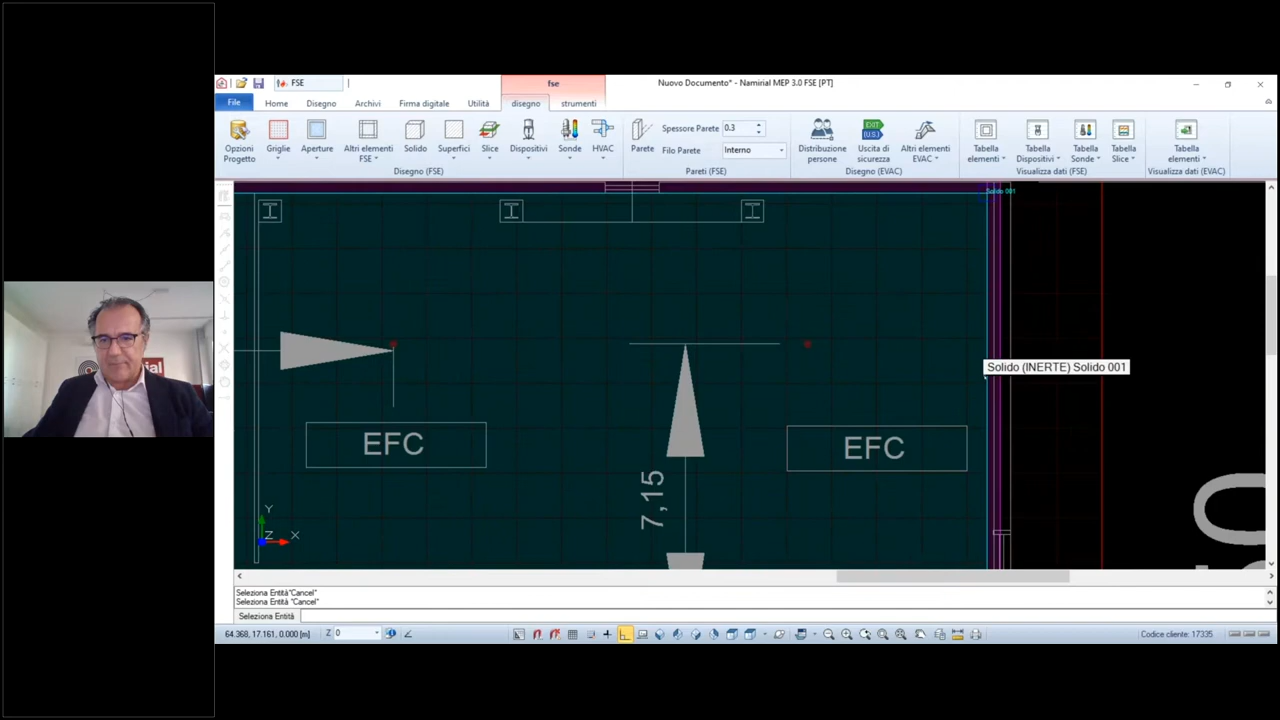 FSE
fse
Nuovo Documento* - Namirial MEP 3.0 FSE [PT]
File
Home
Disegno
Archivi
Firma digitale
Utilità
disegno
strumenti
Opzioni Progetto
Griglie
Aperture
Altri elementi FSE
Solido
Superfici
Slice
Dispositivi
Sonde
HVAC
Parete
Spessore Parete 0.3
Filo Parete Interno
Distribuzione persone
EXIT
Uscita di sicurezza
Altri elementi EVAC
Tabella elementi
Tabella Dispositivi
Tabella Sonde
Tabella Slice
Tabella elementi
Disegno (FSE)
Pareti (FSE)
Disegno (EVAC)
Visualizza dati (FSE)
Visualizza dati (EVAC)
Solido 001
Solido (INERTE) Solido 001
EFC
EFC
7,15
Y
Z
X
Seleziona Entità"Cancel"
Seleziona Entità "Cancel"
Seleziona Entità
64.368, 17.161, 0.000 [m]
Z 0
Codice cliente: 17335